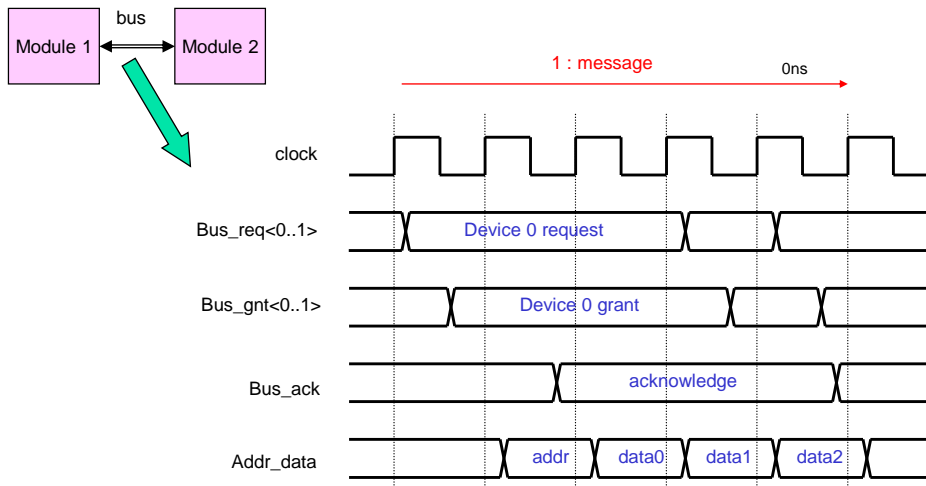 bus
Module 1
Module 2
1 : message
0ns
clock
Bus_req<0..1>
Device 0 request
Bus_gnt<0..1>
Device 0 grant
Bus_ack
acknowledge
Addr_data
addr
data0
data1
data2